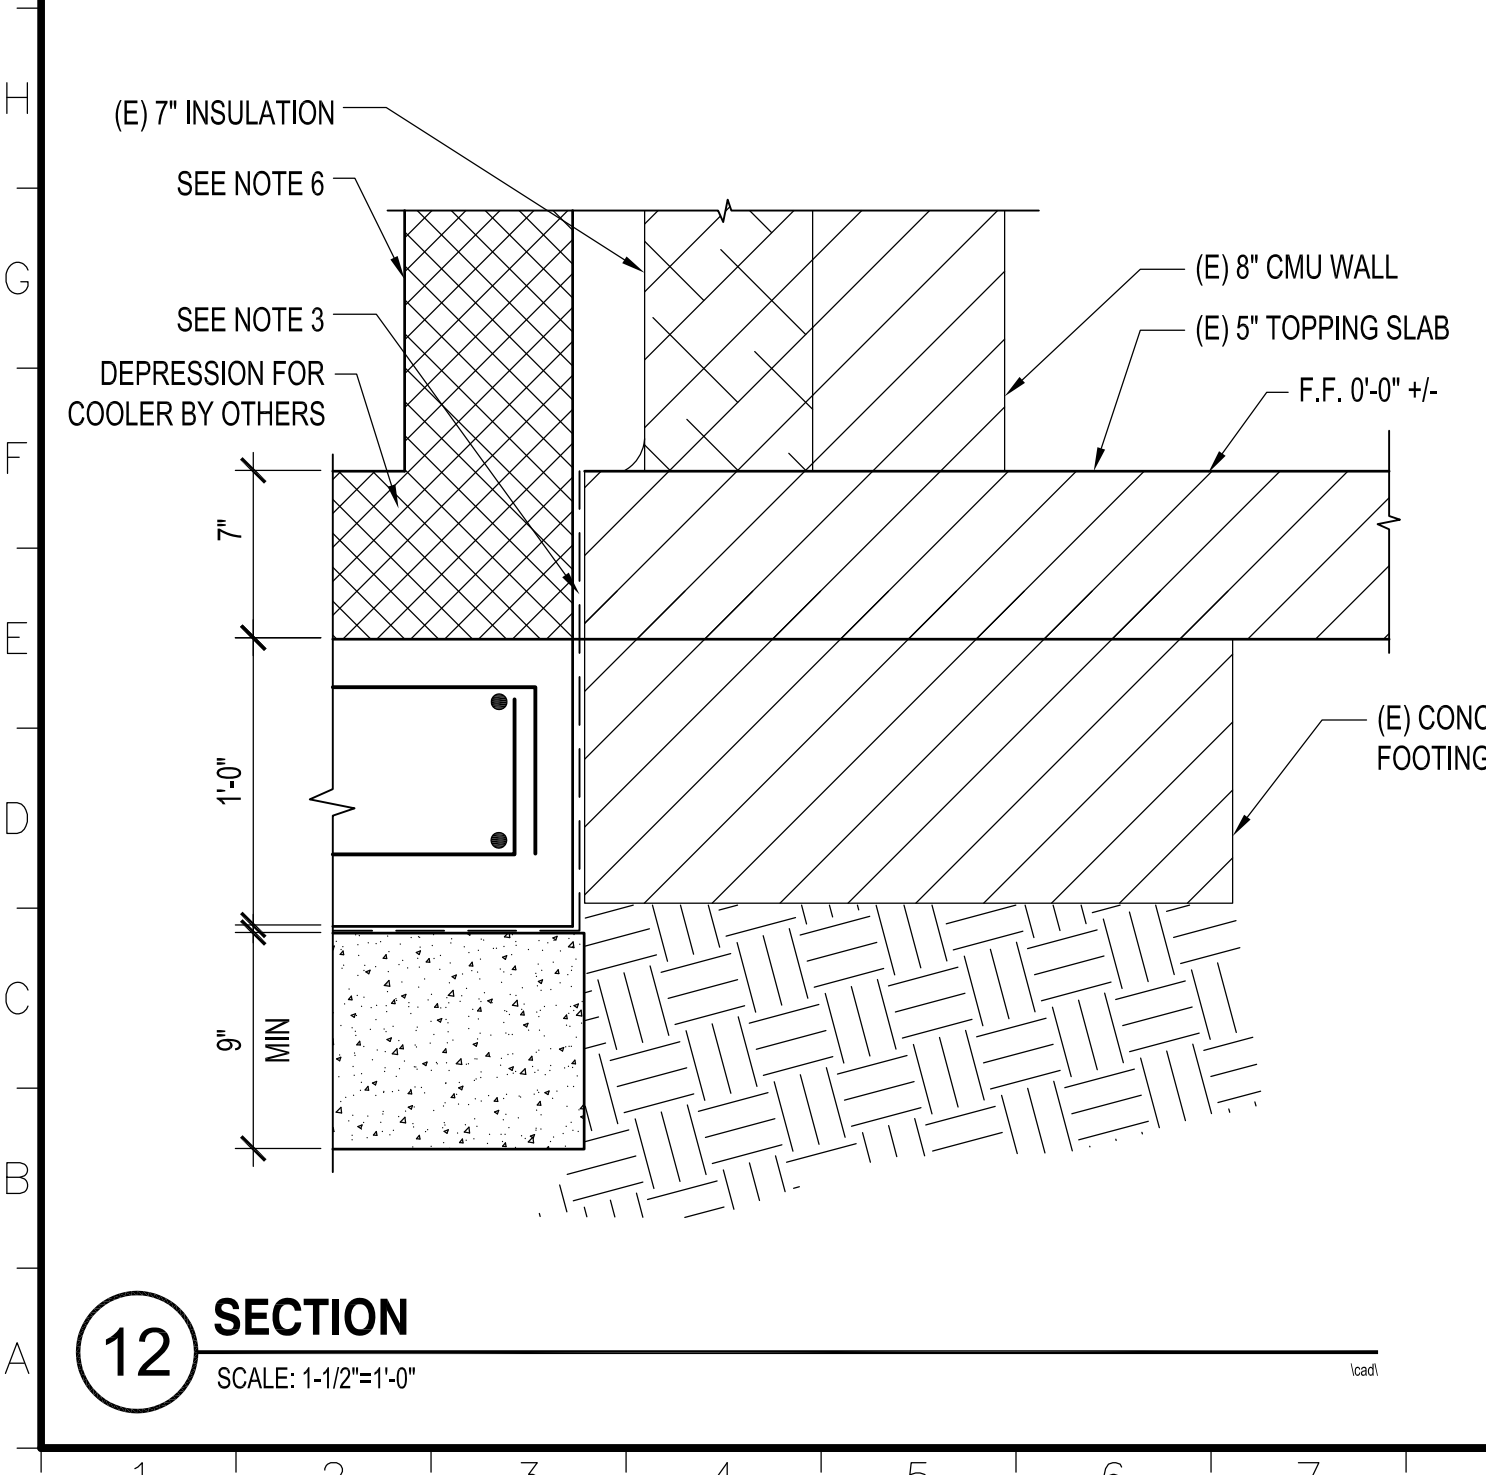 H
(E) 7" INSULATION
SEE NOTE 6
G
(E) 8" CMU WALL
SEE NOTE 3
(E) 5" TOPPING SLAB
DEPRESSION FOR
COOLER BY OTHERS
F.F. 0'-0" +/-
F
7"
E
(E) CONC
FOOTING
1'-0"
D
C
9"
MIN
B
12
SECTION
A
SCALE: 1-1/2"=1'-0"
\cad\
1 2 3 4 5 6 7